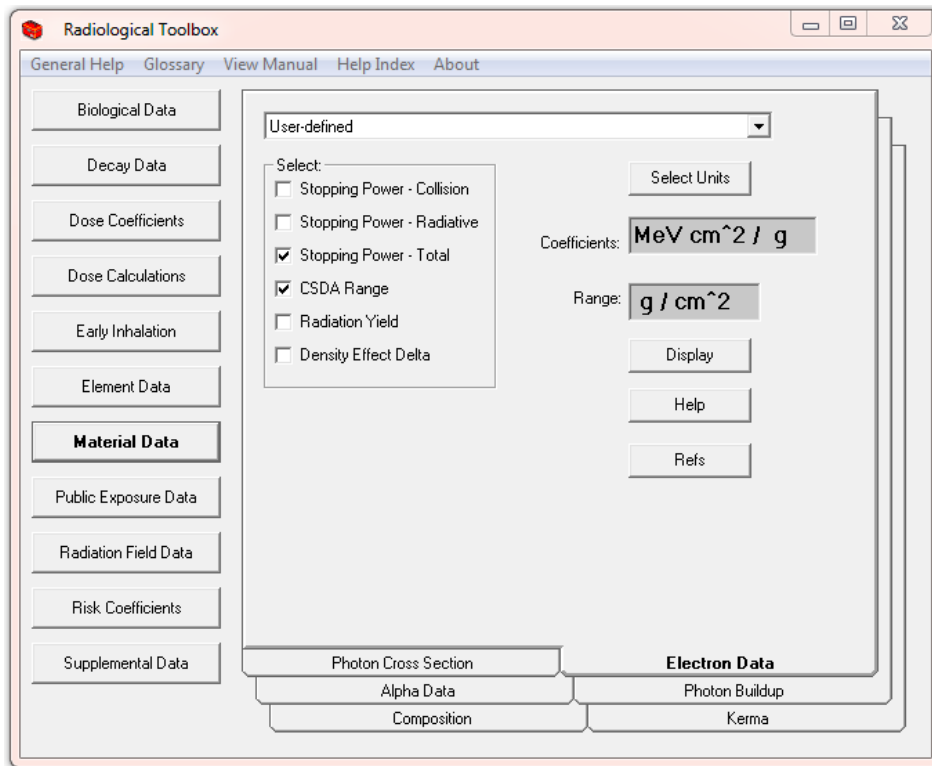 Radiological Toolbox
General Help Glossary View Manual Help Index About
Biological Data
Decay Data
Dose Coefficients
Dose Calculations
Early Inhalation
Element Data
Material Data
Public Exposure Data
Radiation Field Data
Risk Coefficients
Supplemental Data
User-defined
Select:
Stopping Power - Collision
Stopping Power - Radiative
Stopping Power - Total
CSDA Range
Radiation Yield
Density Effect Delta
Select Units
Coefficients: MeV cm^2 / g
Range: g / cm^2
Display
Help
Refs
Photon Cross Section Electron Data
Alpha Data Photon Buildup
Composition Kerma